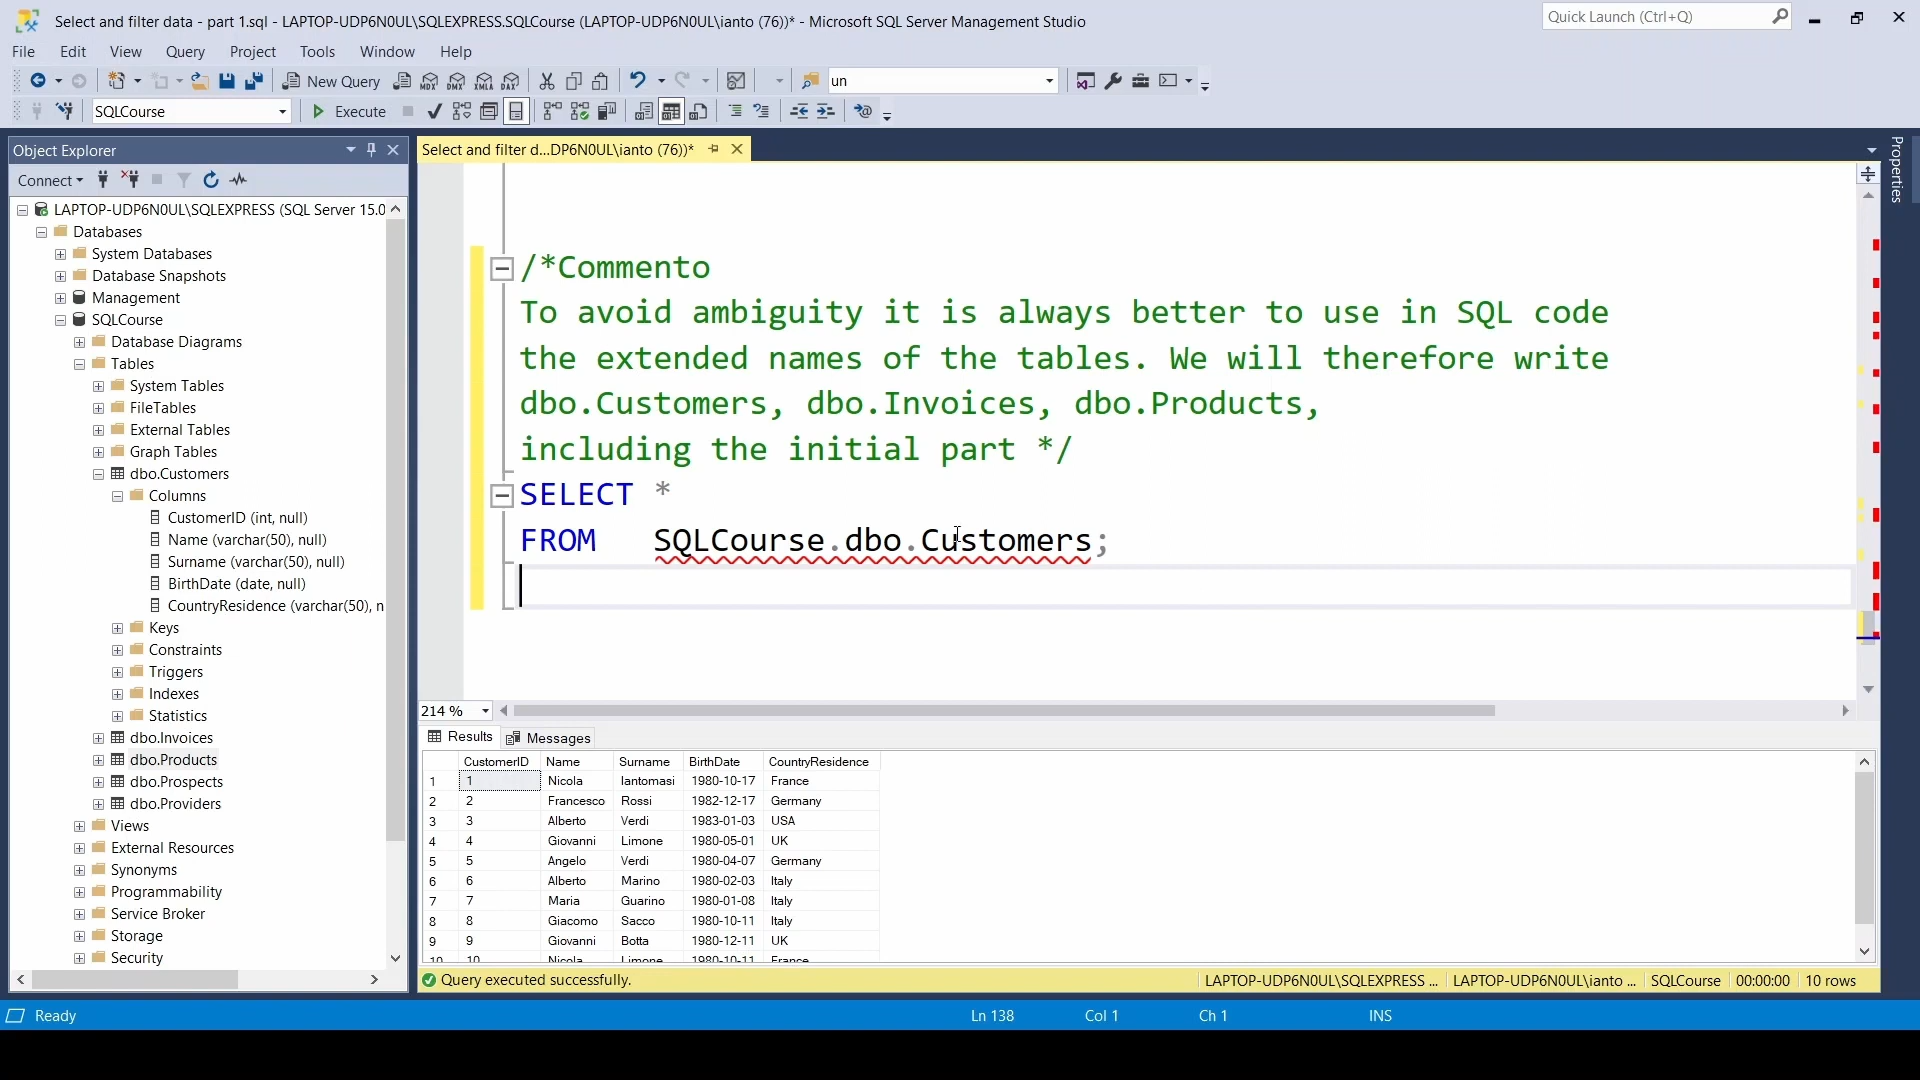 Select and filter data - part 1.sql - LAPTOP-UDP6N0UL\SQLEXPRESS.SQLCourse (LAPTOP-UDP6N0UL\ianto (76))* - Microsoft SQL Server Management Studio
Quick Launch (Ctrl+Q)
File Edit View Query Project Tools Window Help
New Query MDX DMX XMLA DAX un
SQLCourse Execute
Object Explorer
Select and filter d...DP6N0UL\ianto (76))*
Properties
Connect
LAPTOP-UDP6N0UL\SQLEXPRESS (SQL Server 15.0
Databases
System Databases
Database Snapshots
Management
SQLCourse
Database Diagrams
Tables
System Tables
FileTables
External Tables
Graph Tables
dbo.Customers
Columns
CustomerID (int, null)
Name (varchar(50), null)
Surname (varchar(50), null)
BirthDate (date, null)
CountryResidence (varchar(50), n
Keys
Constraints
Triggers
Indexes
Statistics
dbo.Invoices
dbo.Products
dbo.Prospects
dbo.Providers
Views
External Resources
Synonyms
Programmability
Service Broker
Storage
Security
/*Commento
To avoid ambiguity it is always better to use in SQL code
the extended names of the tables. We will therefore write
dbo.Customers, dbo.Invoices, dbo.Products,
including the initial part */
SELECT *
FROM SQLCourse.dbo.Customers;
214 %
Results Messages
CustomerID Name Surname BirthDate CountryResidence
1 1 Nicola Iantomasi 1980-10-17 France
2 2 Francesco Rossi 1982-12-17 Germany
3 3 Alberto Verdi 1983-01-03 USA
4 4 Giovanni Limone 1980-05-01 UK
5 5 Angelo Verdi 1980-04-07 Germany
6 6 Alberto Marino 1980-02-03 Italy
7 7 Maria Guarino 1980-01-08 Italy
8 8 Giacomo Sacco 1980-10-11 Italy
9 9 Giovanni Botta 1980-12-11 UK
10 10 Nicola Limone 1980-10-11 France
Query executed successfully.
LAPTOP-UDP6N0UL\SQLEXPRESS ... LAPTOP-UDP6N0UL\ianto ... SQLCourse 00:00:00 10 rows
Ready Ln 138 Col 1 Ch 1 INS